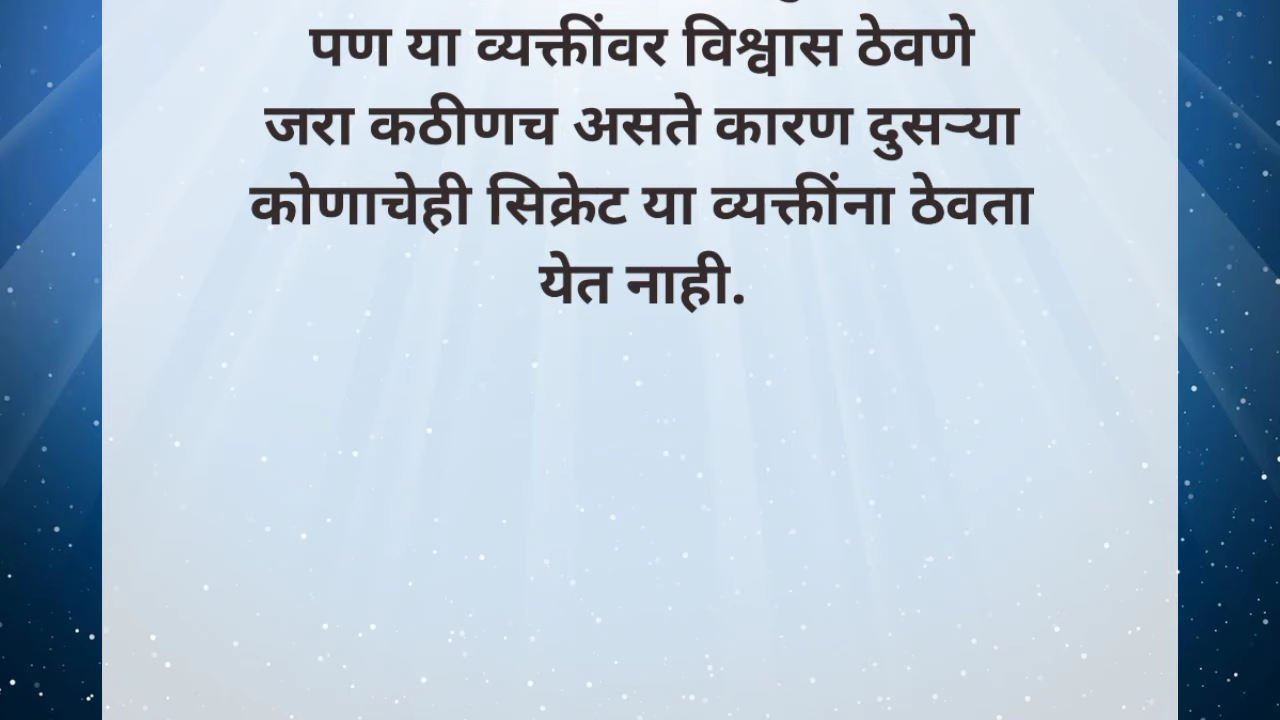 पण या व्यक्तींवर विश्वास ठेवणे
जरा कठीणच असते कारण दुसऱ्या
कोणाचेही सिक्रेट या व्यक्तींना ठेवता
येत नाही.